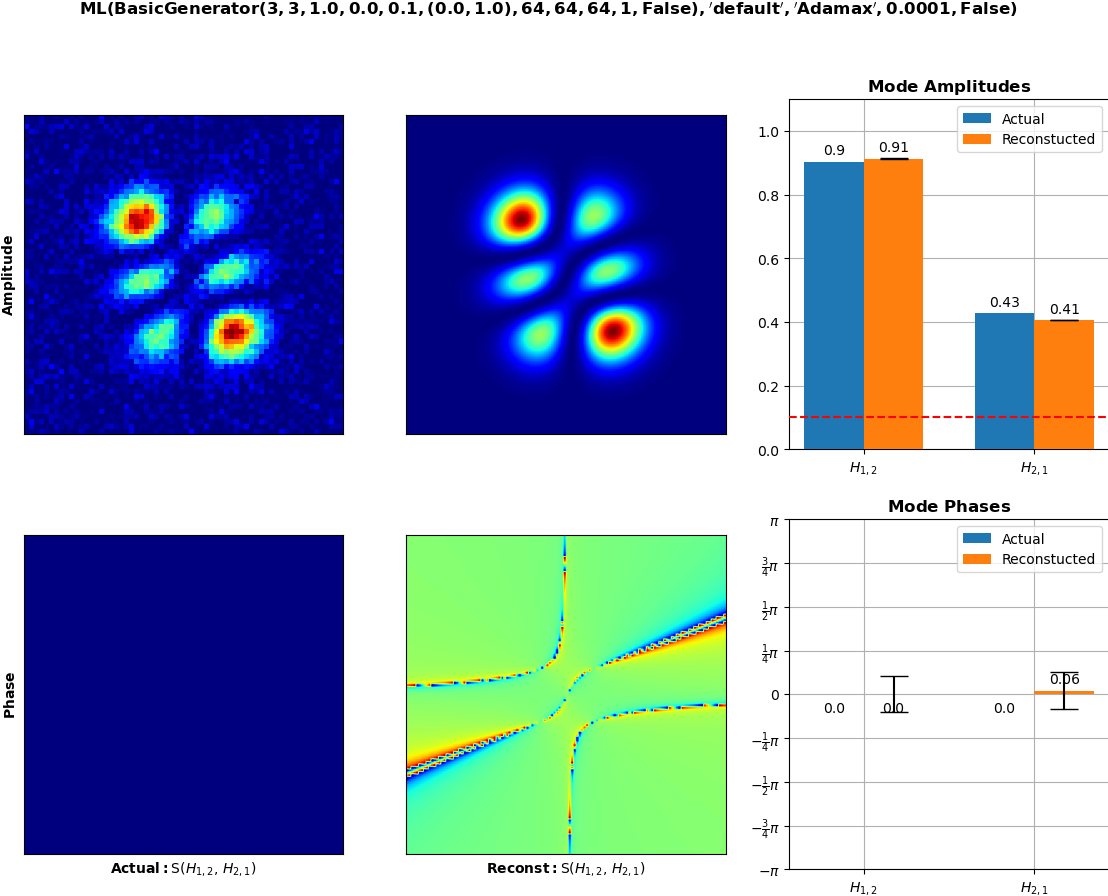 ML(BasicGenerator(3, 3, 1.0, 0.0, 0.1, (0.0, 1.0), 64, 64, 64, 1, False), ′default′, ′Adamax′, 0.0001, False)
Mode Amplitudes
Amplitude
Actual
Reconstucted
1.0
0.8
0.6
0.4
0.2
0.0
0.9
0.91
0.43
0.41
H1, 2
H2, 1
Mode Phases
Phase
Actual
Reconstucted
π
3/4π
1/2π
1/4π
0
−1/4π
−1/2π
−3/4π
−π
0.0
0.0
0.0
0.06
H1, 2
H2, 1
Actual: S(H1, 2, H2, 1)
Reconst: S(H1, 2, H2, 1)